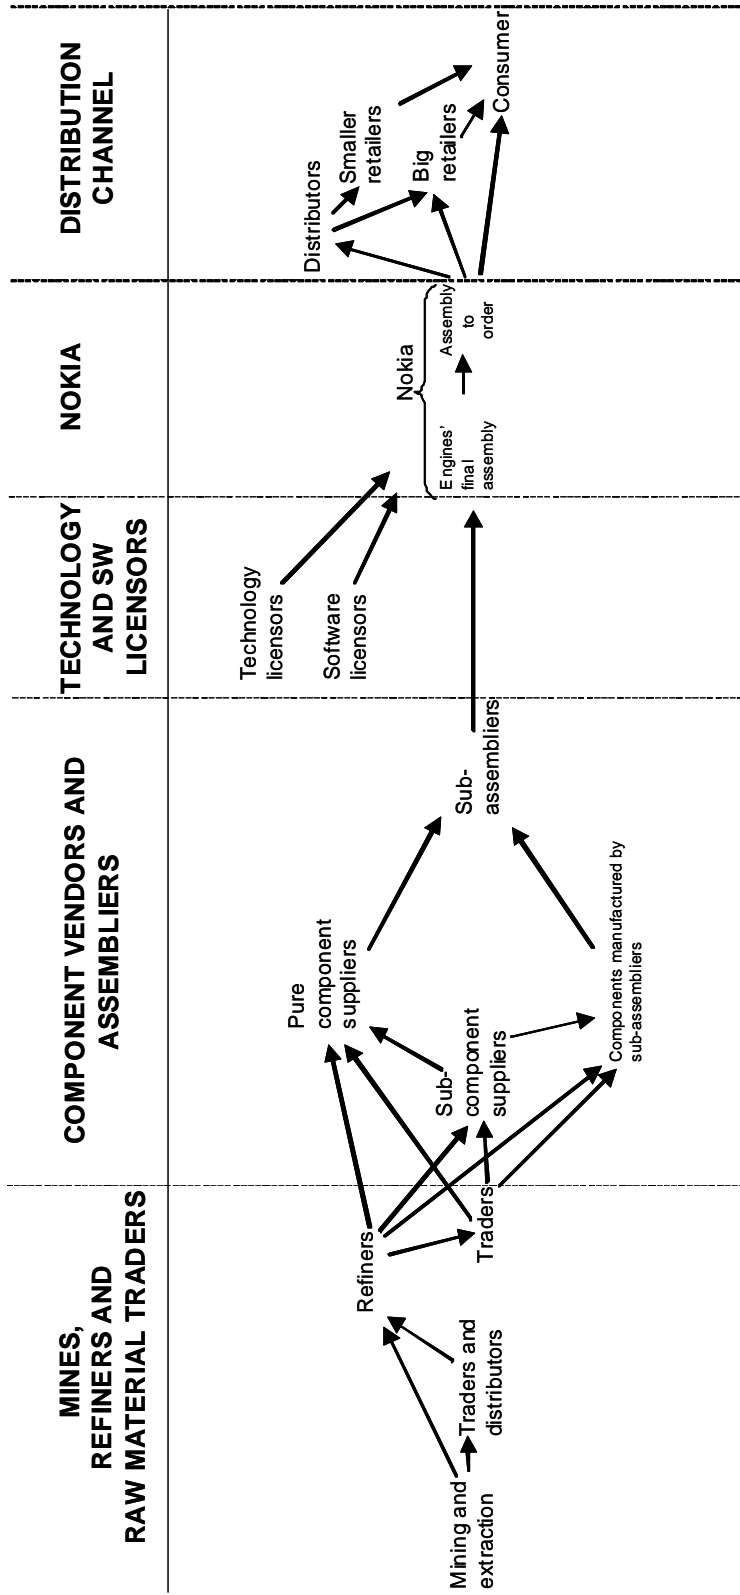 MINES,
REFINERS AND
RAW MATERIAL TRADERS
COMPONENT VENDORS AND
ASSEMBLIERS
TECHNOLOGY
AND SW
LICENSORS
NOKIA
DISTRIBUTION
CHANNEL
Mining and
extraction
Traders and
distributors
Refiners
Traders
Pure
component
suppliers
Sub-
component
suppliers
Components manufactured by
sub-assembliers
Sub-
assembliers
Technology
licensors
Software
licensors
Nokia
Engines’
final
assembly
Assembly
to
order
Distributors
Smaller
retailers
Big
retailers
Consumer